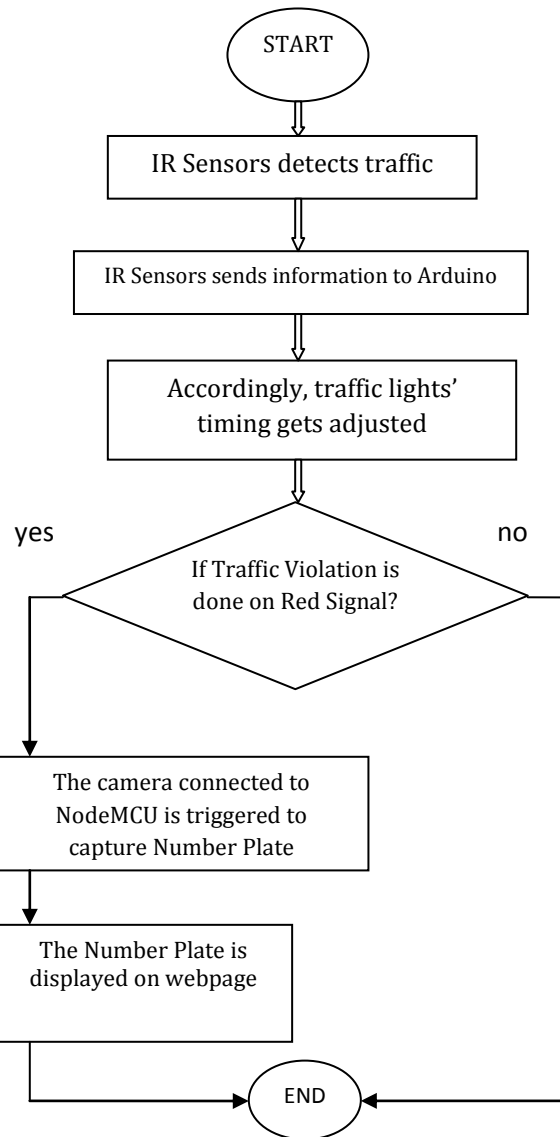 START
IR Sensors detects traffic
IR Sensors sends information to Arduino
Accordingly, traffic lights’
timing gets adjusted
yes
no
If Traffic Violation is
done on Red Signal?
The camera connected to
NodeMCU is triggered to
capture Number Plate
The Number Plate is
displayed on webpage
END